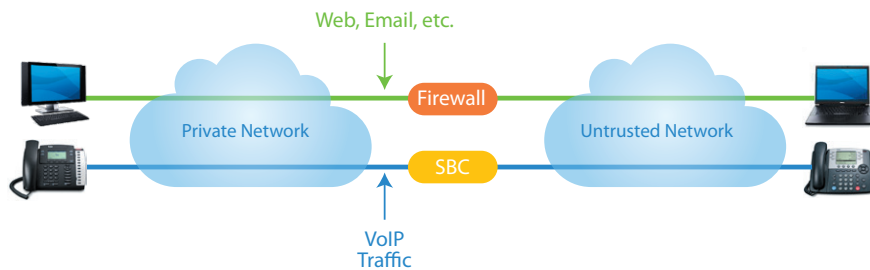 Web, Email, etc.
Firewall
Private Network
Untrusted Network
SBC
VoIP
Traffic